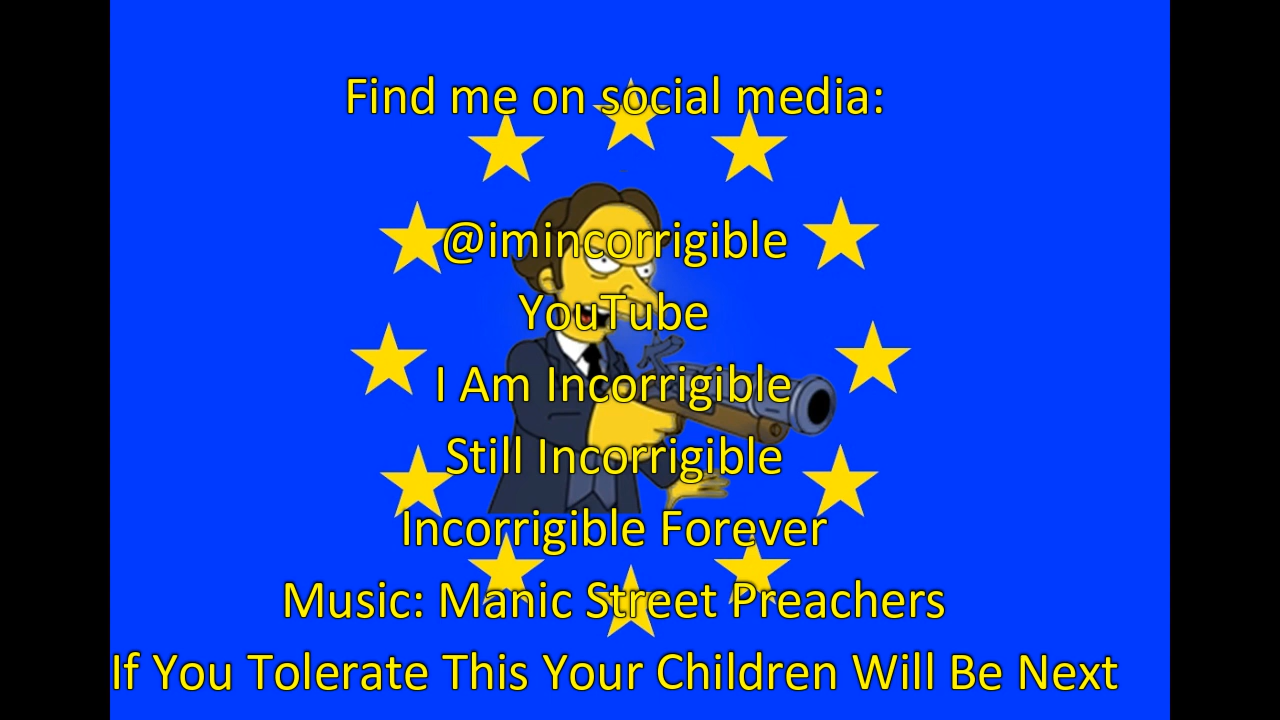 Find me on social media:
@imincorrigible
YouTube
I Am Incorrigible
Still Incorrigible
Incorrigible Forever
Music: Manic Street Preachers
If You Tolerate This Your Children Will Be Next